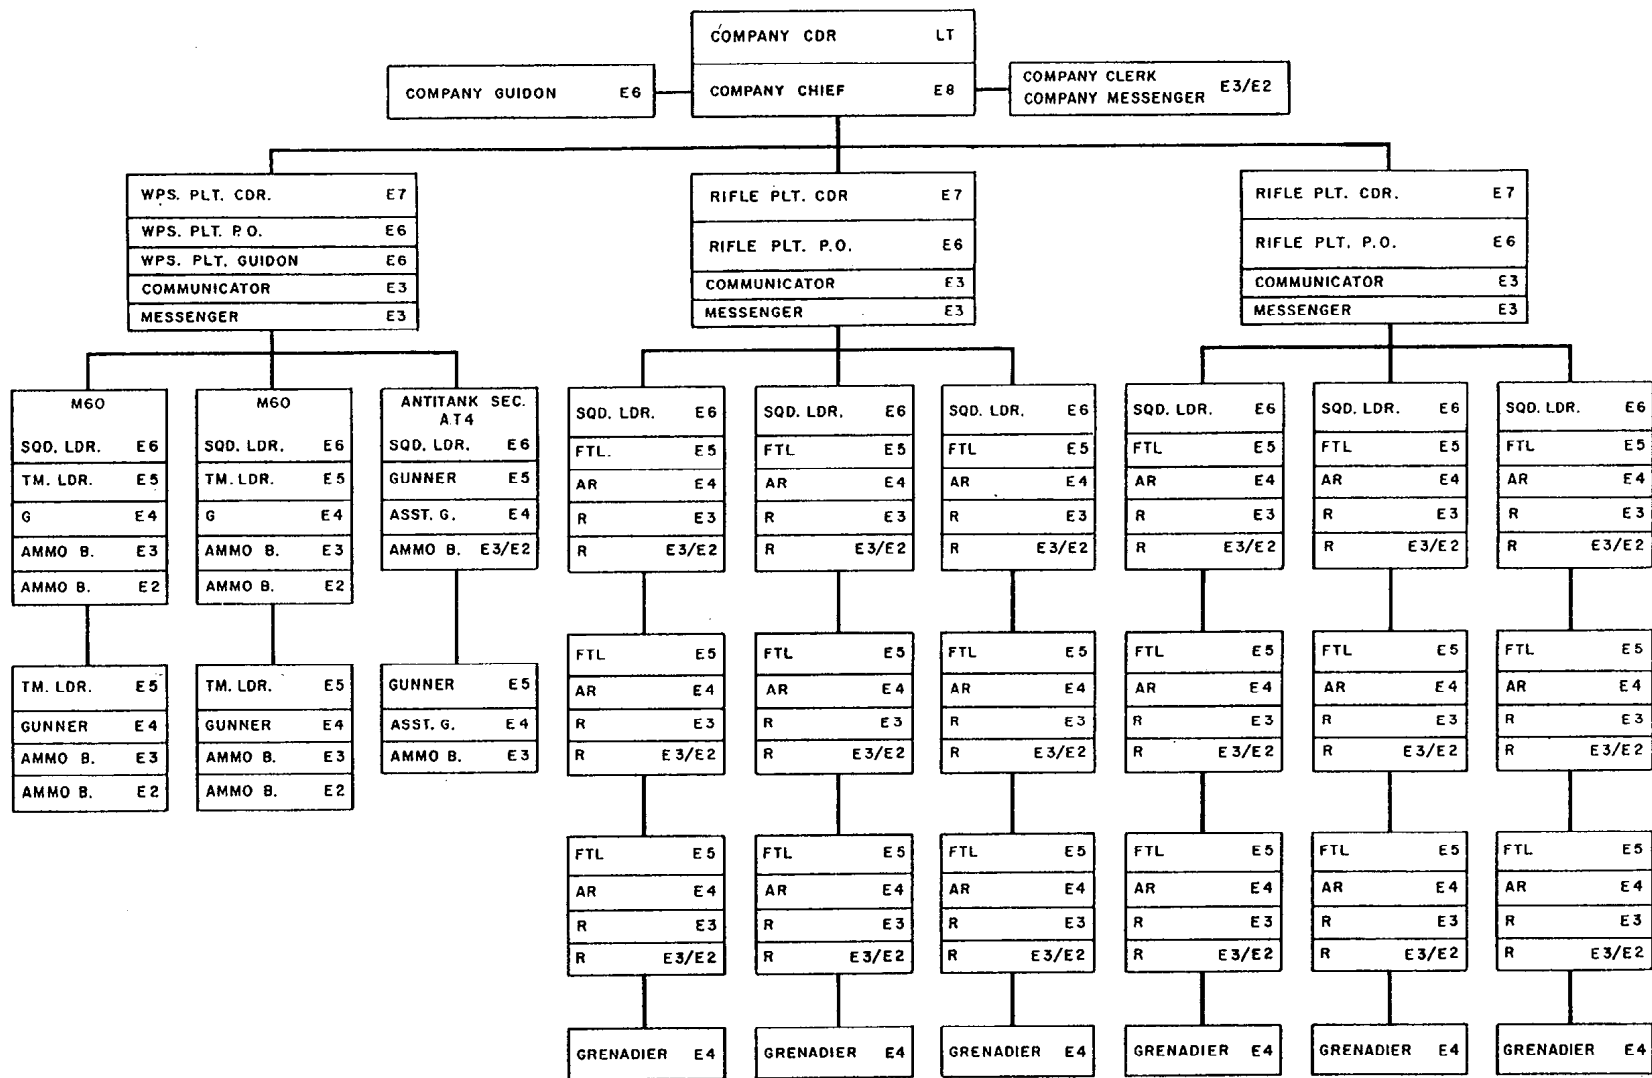 COMPANY CDR LT
COMPANY GUIDON E6
COMPANY CHIEF E8
COMPANY CLERK
COMPANY MESSENGER E3/E2
WPS. PLT. CDR. E7
WPS. PLT. P.O. E6
WPS. PLT. GUIDON E6
COMMUNICATOR E3
MESSENGER E3
RIFLE PLT. CDR E7
RIFLE PLT. P.O. E6
COMMUNICATOR E3
MESSENGER E3
RIFLE PLT. CDR. E7
RIFLE PLT. P.O. E6
COMMUNICATOR E3
MESSENGER E3
M60
SQD. LDR. E6
TM. LDR. E5
G E4
AMMO B. E3
AMMO B. E2
TM. LDR. E5
GUNNER E4
AMMO B. E3
AMMO B. E2
M60
SQD. LDR. E6
TM. LDR. E5
G E4
AMMO B. E3
AMMO B. E2
TM. LDR. E5
GUNNER E4
AMMO B. E3
AMMO B. E2
ANTITANK SEC.
AT4
SQD. LDR. E6
GUNNER E5
ASST. G. E4
AMMO B. E3/E2
GUNNER E5
ASST. G. E4
AMMO B. E3
SQD. LDR. E6
FTL. E5
AR E4
R E3
R E3/E2
FTL E5
AR E4
R E3
R E3/E2
FTL E5
AR E4
R E3
R E3/E2
GRENADIER E4
SQD. LDR. E6
FTL E5
AR E4
R E3
R E3/E2
FTL E5
AR E4
R E3
R E3/E2
FTL E5
AR E4
R E3
R E3/E2
GRENADIER E4
SQD. LDR. E6
FTL E5
AR E4
R E3
R E3/E2
FTL E5
AR E4
R E3
R E3/E2
FTL E5
AR E4
R E3
R E3/E2
GRENADIER E4
SQD. LDR. E6
FTL E5
AR E4
R E3
R E3/E2
FTL E5
AR E4
R E3
R E3/E2
FTL E5
AR E4
R E3
R E3/E2
GRENADIER E4
SQD. LDR. E6
FTL E5
AR E4
R E3
R E3/E2
FTL E5
AR E4
R E3
R E3/E2
FTL E5
AR E4
R E3
R E3/E2
GRENADIER E4
SQD. LDR. E6
FTL E5
AR E4
R E3
R E3/E2
FTL E5
AR E4
R E3
R E3/E2
FTL E5
AR E4
R E3
R E3/E2
GRENADIER E4